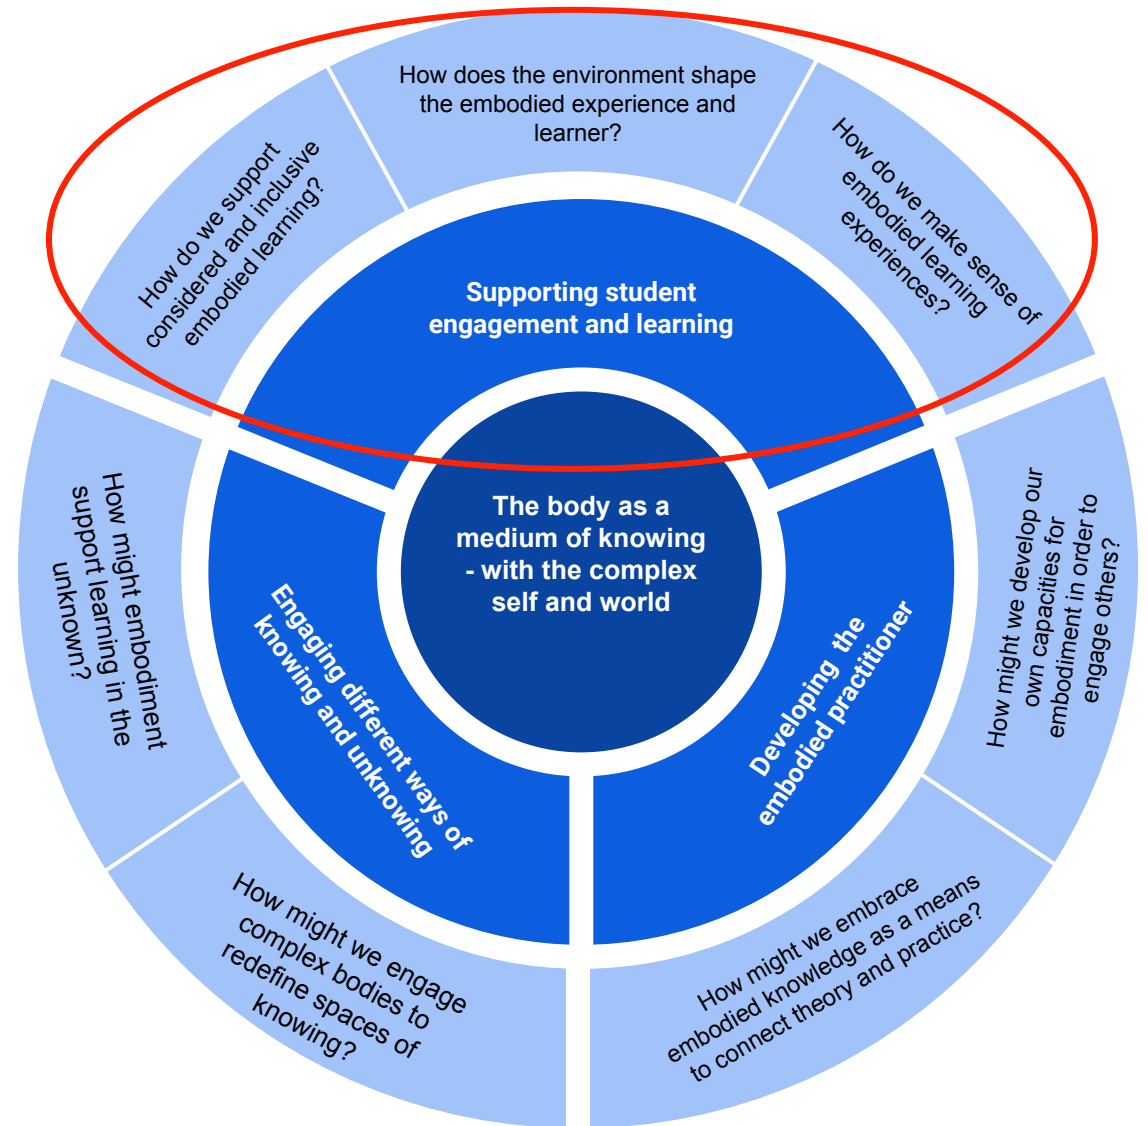 How does the environment shape
the embodied experience and
learner?
How do we support
considered and inclusive
embodied learning?
How do we make sense of
embodied learning
experiences?
Supporting student
engagement and learning
The body as a
medium of knowing
- with the complex
self and world
How might embodiment
support learning in the
unknown?
Engaging different ways of
knowing and unknowing
Developing the
embodied practitioner
How might we develop our
own capacities for
embodiment in order to
engage others?
How might we engage
complex bodies to
redefine spaces of
knowing?
How might we embrace
embodied knowledge as a means
to connect theory and practice?